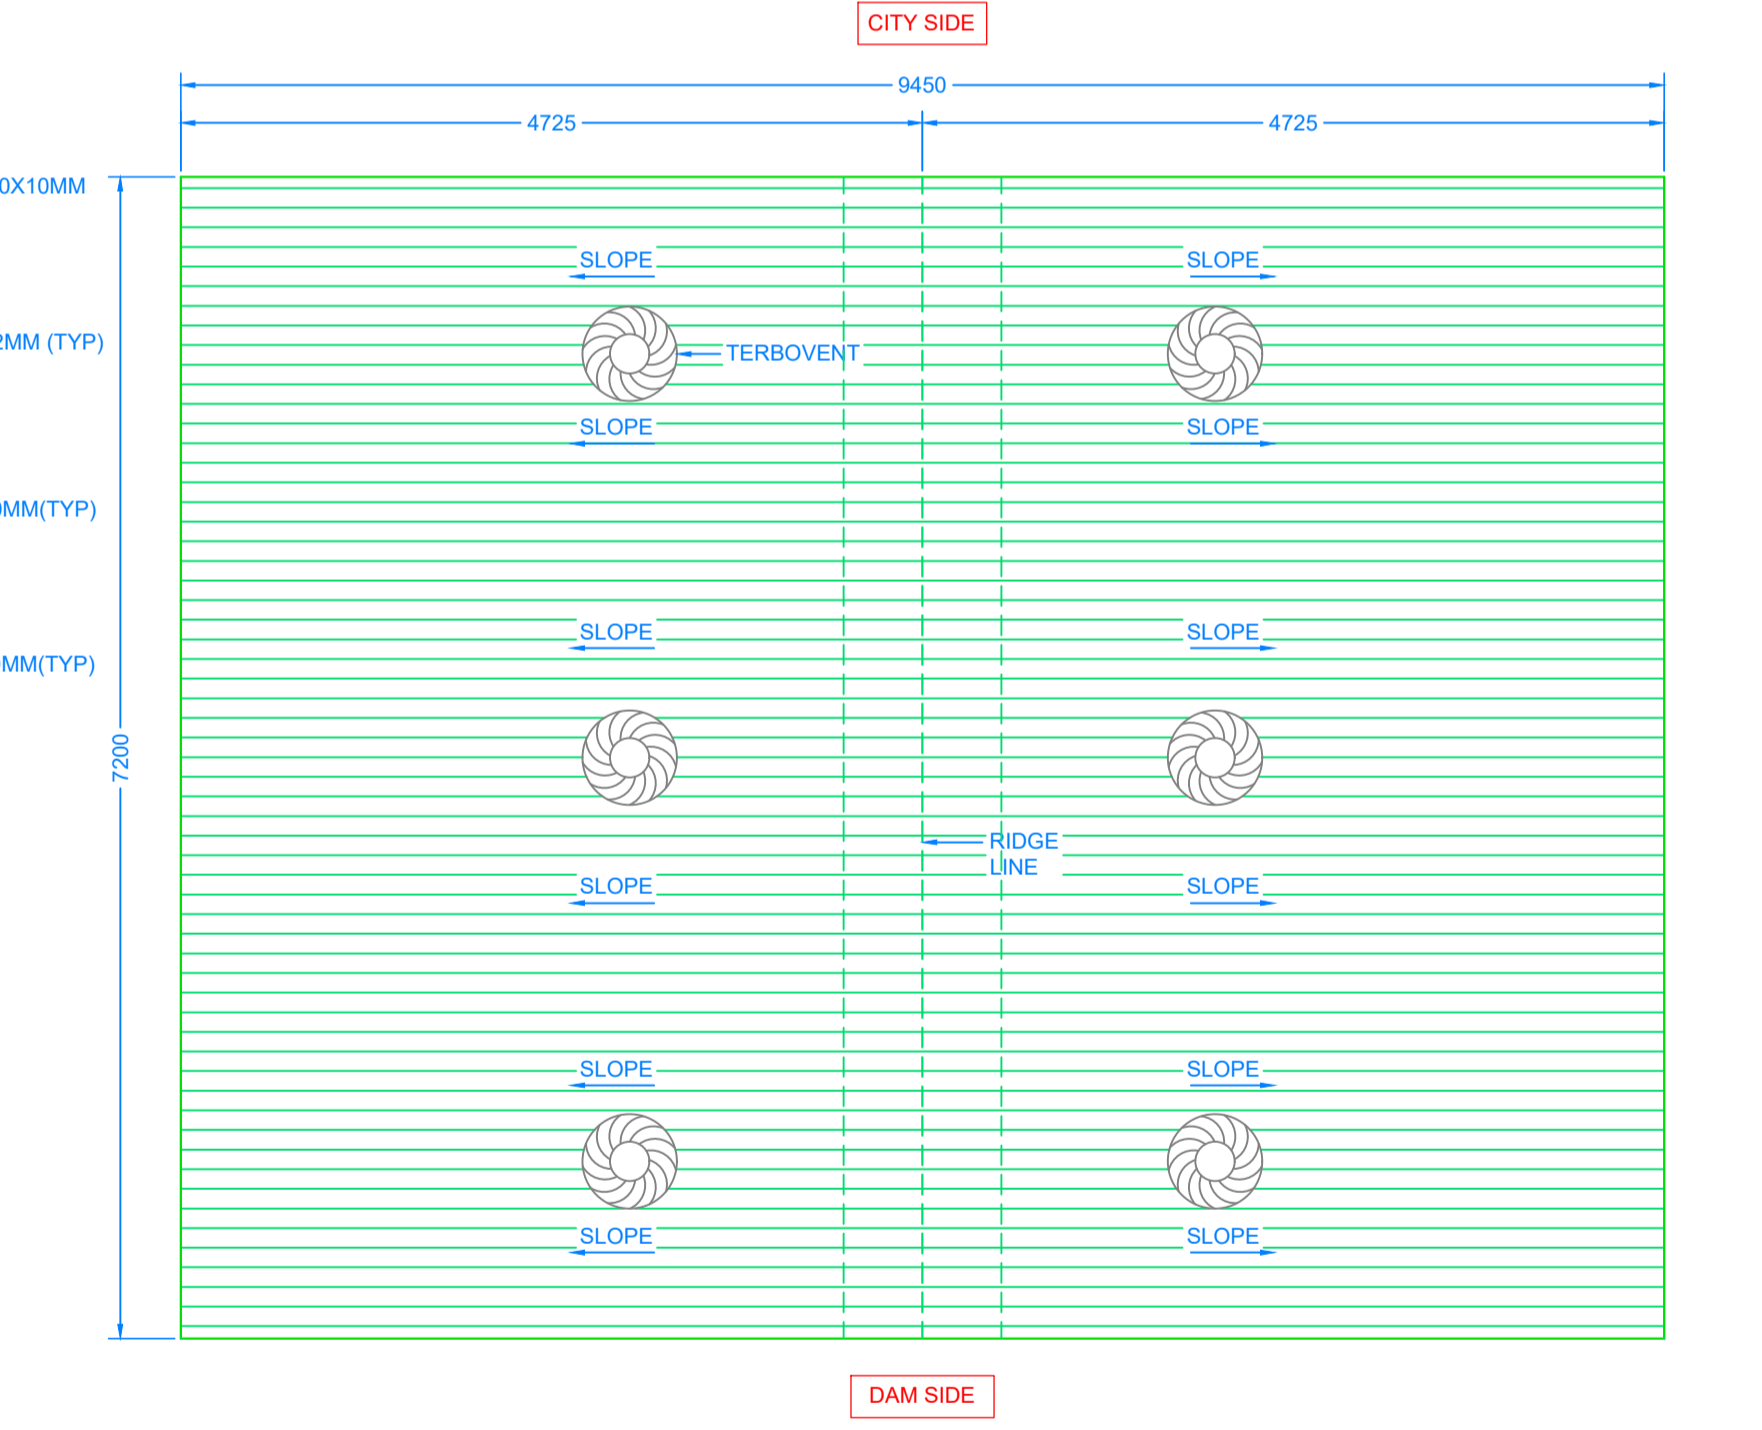 CITY SIDE
9450
4725 4725
0X10MM
SLOPE SLOPE
2MM (TYP)
TERBOVENT
SLOPE SLOPE
0MM(TYP)
SLOPE SLOPE
MM(TYP)
7200
RIDGE
LINE
SLOPE SLOPE
SLOPE SLOPE
SLOPE SLOPE
DAM SIDE